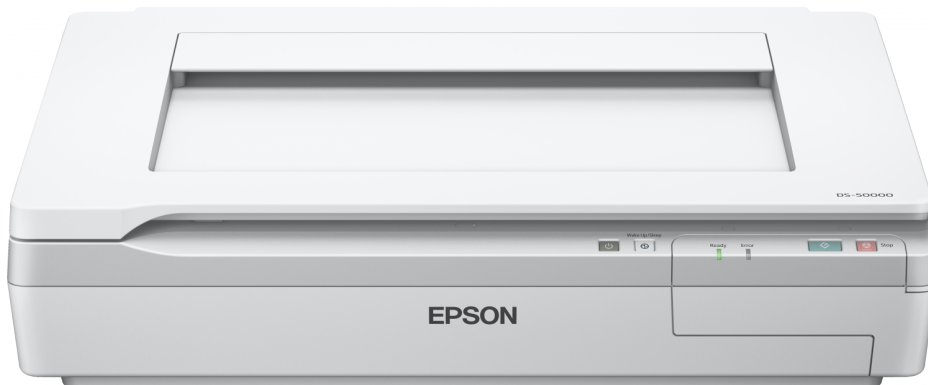 DS-50000
Wake Up/Sleep
Ready Error
Stop
EPSON